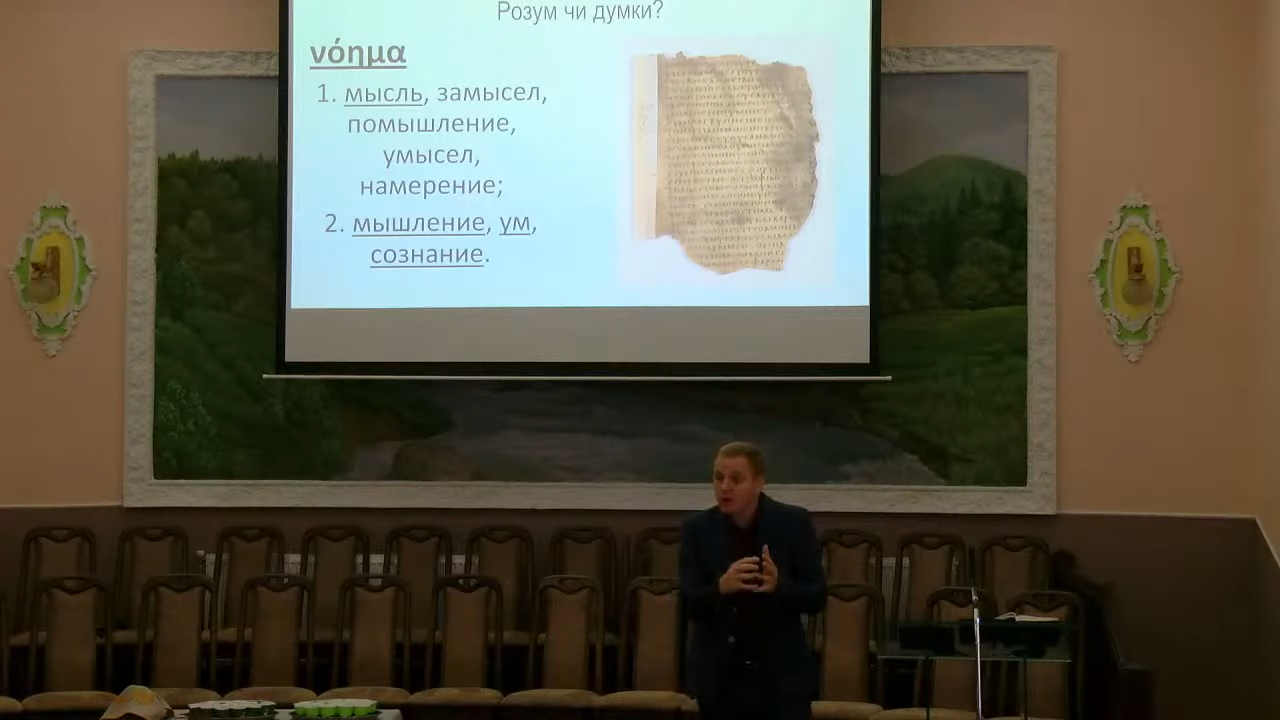 Розум чи думки?
νόημα
1. мысль, замысел,
помышление,
умысел,
намерение;
2. мышление, ум,
сознание.